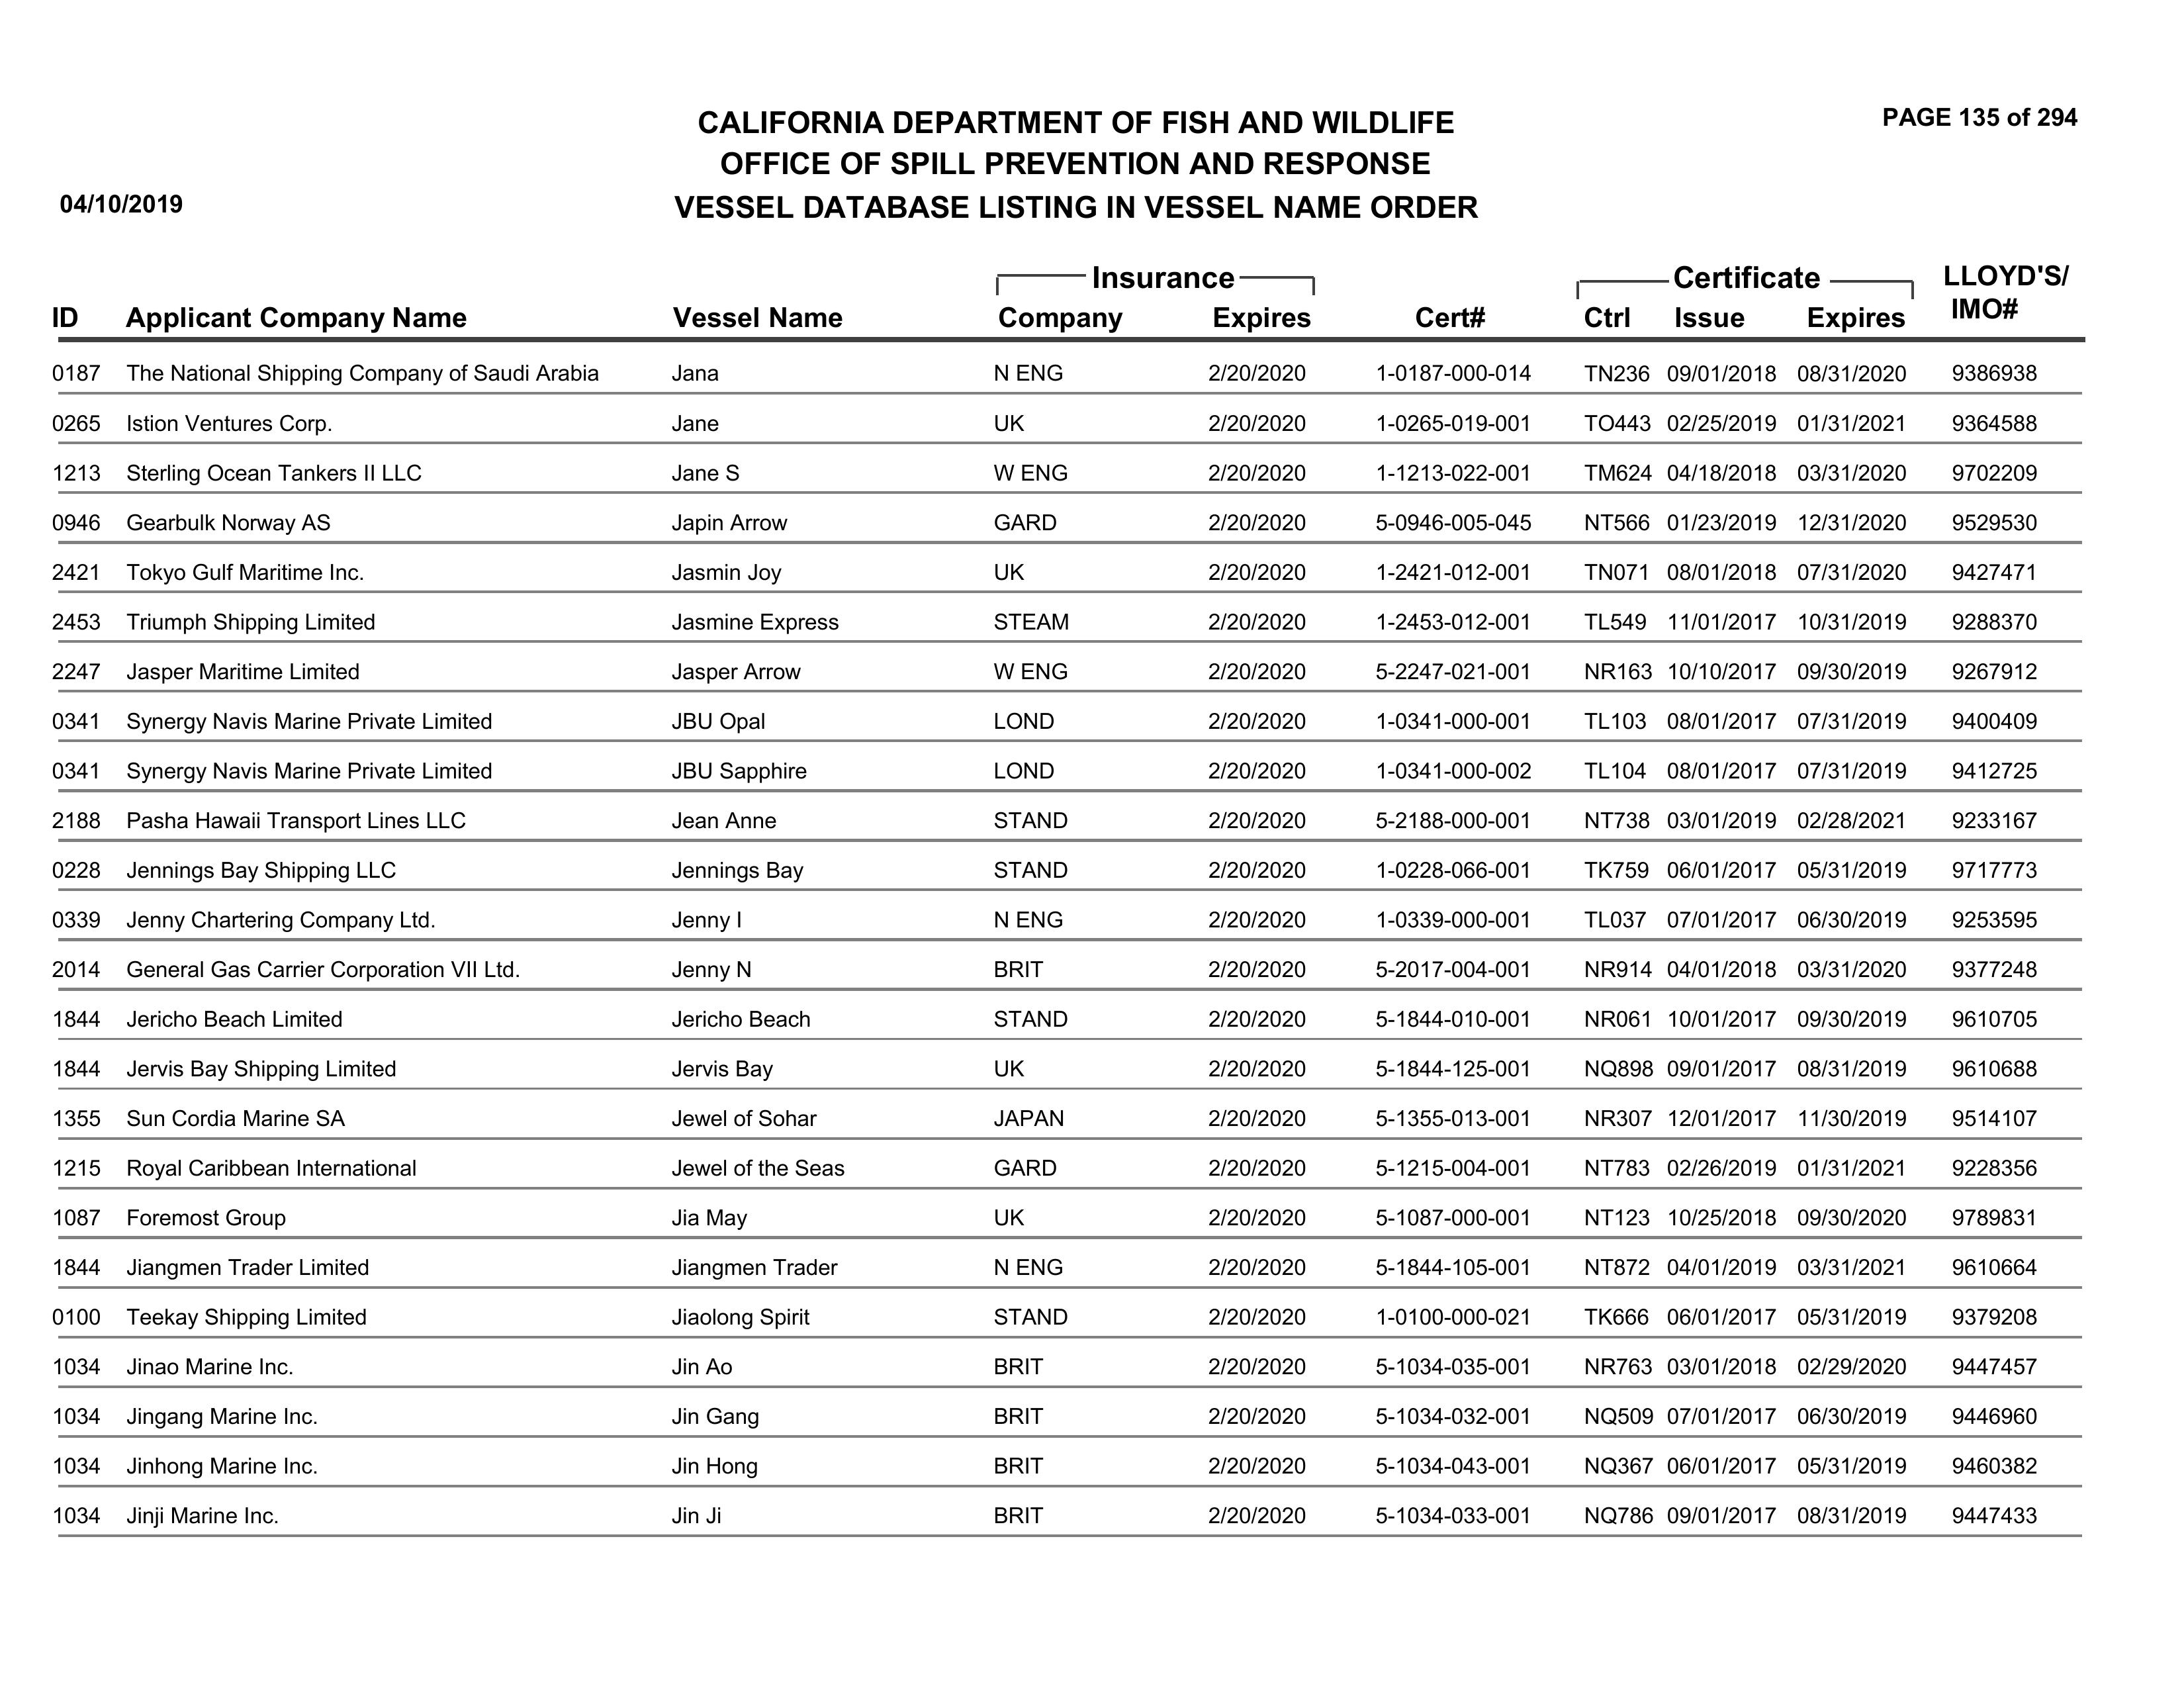 PAGE 135 of 294
CALIFORNIA DEPARTMENT OF FISH AND WILDLIFE
OFFICE OF SPILL PREVENTION AND RESPONSE
04/10/2019 VESSEL DATABASE LISTING IN VESSEL NAME ORDER
Insurance Certificate LLOYD'S/
ID Applicant Company Name Vessel Name Company Expires Cert# Ctrl Issue Expires IMO#
0187 The National Shipping Company of Saudi Arabia Jana N ENG 2/20/2020 1-0187-000-014 TN236 09/01/2018 08/31/2020 9386938
0265 Istion Ventures Corp. Jane UK 2/20/2020 1-0265-019-001 TO443 02/25/2019 01/31/2021 9364588
1213 Sterling Ocean Tankers II LLC Jane S W ENG 2/20/2020 1-1213-022-001 TM624 04/18/2018 03/31/2020 9702209
0946 Gearbulk Norway AS Japin Arrow GARD 2/20/2020 5-0946-005-045 NT566 01/23/2019 12/31/2020 9529530
2421 Tokyo Gulf Maritime Inc. Jasmin Joy UK 2/20/2020 1-2421-012-001 TN071 08/01/2018 07/31/2020 9427471
2453 Triumph Shipping Limited Jasmine Express STEAM 2/20/2020 1-2453-012-001 TL549 11/01/2017 10/31/2019 9288370
2247 Jasper Maritime Limited Jasper Arrow W ENG 2/20/2020 5-2247-021-001 NR163 10/10/2017 09/30/2019 9267912
0341 Synergy Navis Marine Private Limited JBU Opal LOND 2/20/2020 1-0341-000-001 TL103 08/01/2017 07/31/2019 9400409
0341 Synergy Navis Marine Private Limited JBU Sapphire LOND 2/20/2020 1-0341-000-002 TL104 08/01/2017 07/31/2019 9412725
2188 Pasha Hawaii Transport Lines LLC Jean Anne STAND 2/20/2020 5-2188-000-001 NT738 03/01/2019 02/28/2021 9233167
0228 Jennings Bay Shipping LLC Jennings Bay STAND 2/20/2020 1-0228-066-001 TK759 06/01/2017 05/31/2019 9717773
0339 Jenny Chartering Company Ltd. Jenny I N ENG 2/20/2020 1-0339-000-001 TL037 07/01/2017 06/30/2019 9253595
2014 General Gas Carrier Corporation VII Ltd. Jenny N BRIT 2/20/2020 5-2017-004-001 NR914 04/01/2018 03/31/2020 9377248
1844 Jericho Beach Limited Jericho Beach STAND 2/20/2020 5-1844-010-001 NR061 10/01/2017 09/30/2019 9610705
1844 Jervis Bay Shipping Limited Jervis Bay UK 2/20/2020 5-1844-125-001 NQ898 09/01/2017 08/31/2019 9610688
1355 Sun Cordia Marine SA Jewel of Sohar JAPAN 2/20/2020 5-1355-013-001 NR307 12/01/2017 11/30/2019 9514107
1215 Royal Caribbean International Jewel of the Seas GARD 2/20/2020 5-1215-004-001 NT783 02/26/2019 01/31/2021 9228356
1087 Foremost Group Jia May UK 2/20/2020 5-1087-000-001 NT123 10/25/2018 09/30/2020 9789831
1844 Jiangmen Trader Limited Jiangmen Trader N ENG 2/20/2020 5-1844-105-001 NT872 04/01/2019 03/31/2021 9610664
0100 Teekay Shipping Limited Jiaolong Spirit STAND 2/20/2020 1-0100-000-021 TK666 06/01/2017 05/31/2019 9379208
1034 Jinao Marine Inc. Jin Ao BRIT 2/20/2020 5-1034-035-001 NR763 03/01/2018 02/29/2020 9447457
1034 Jingang Marine Inc. Jin Gang BRIT 2/20/2020 5-1034-032-001 NQ509 07/01/2017 06/30/2019 9446960
1034 Jinhong Marine Inc. Jin Hong BRIT 2/20/2020 5-1034-043-001 NQ367 06/01/2017 05/31/2019 9460382
1034 Jinji Marine Inc. Jin Ji BRIT 2/20/2020 5-1034-033-001 NQ786 09/01/2017 08/31/2019 9447433